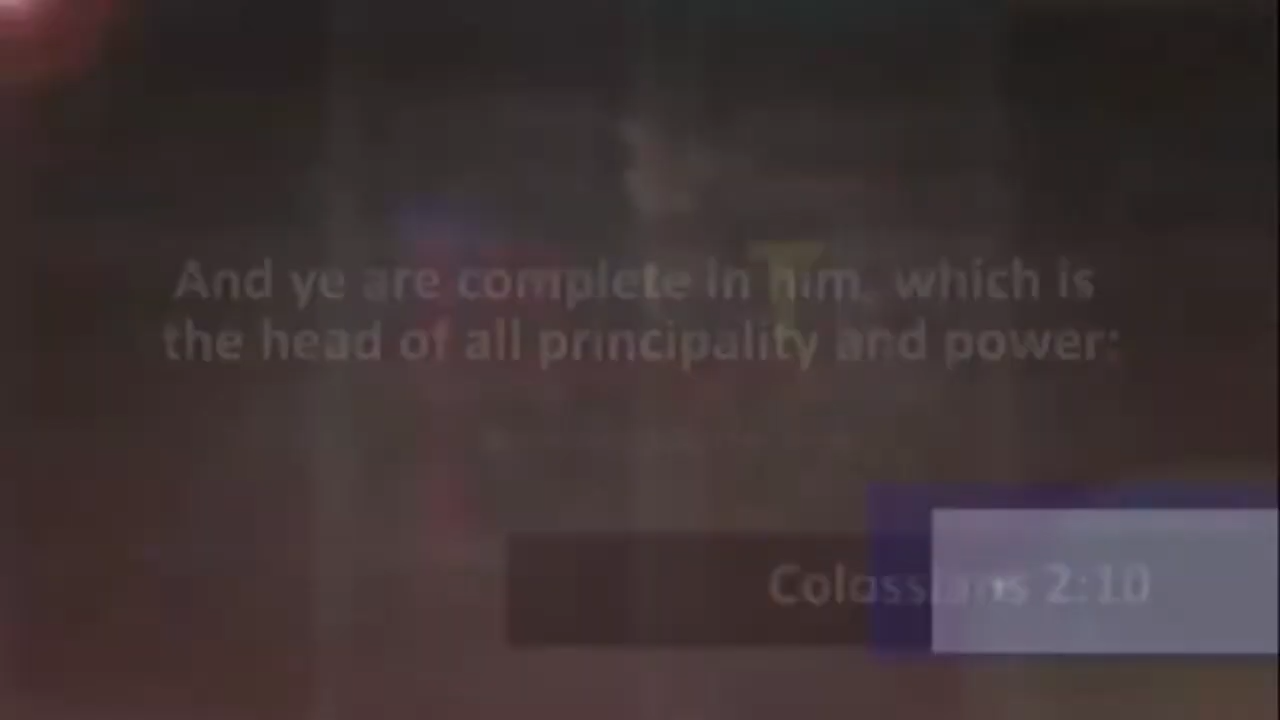 And ye are complete in him, which is
the head of all principality and power:
Colossians 2:10